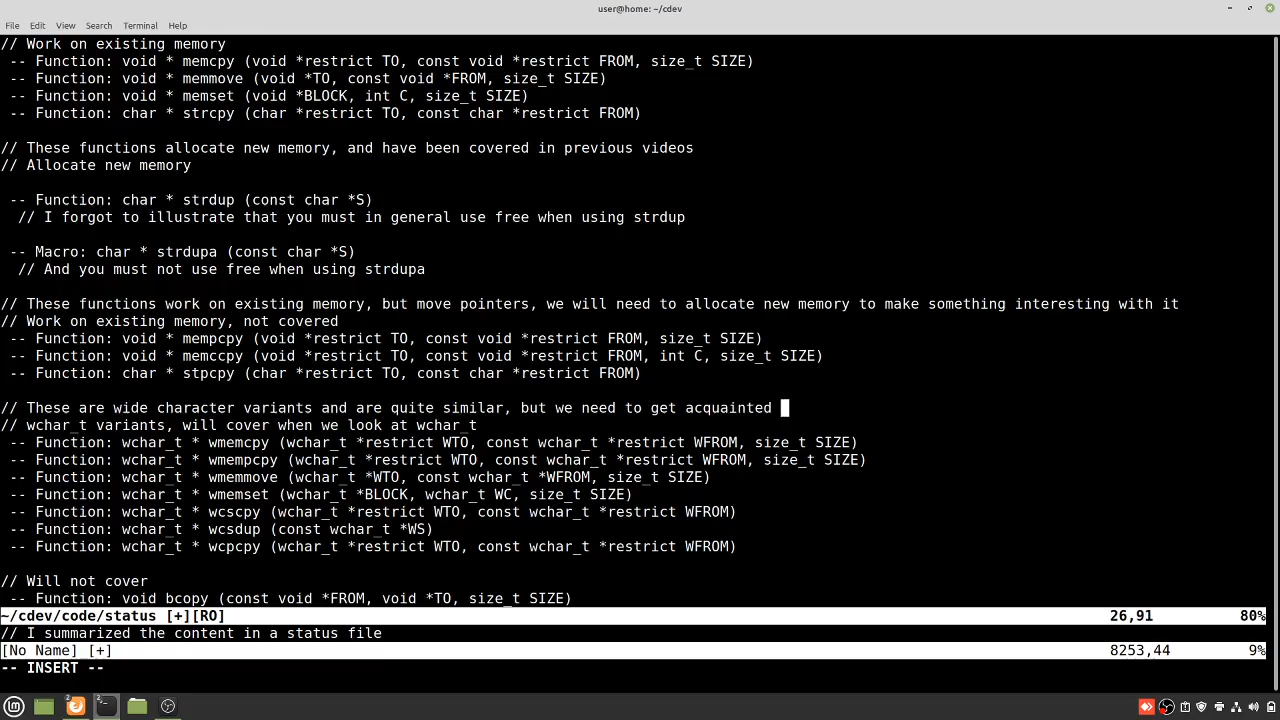 user@home: ~/cdev
File Edit View Search Terminal Help
// Work on existing memory
-- Function: void * memcpy (void *restrict TO, const void *restrict FROM, size_t SIZE)
-- Function: void * memmove (void *TO, const void *FROM, size_t SIZE)
-- Function: void * memset (void *BLOCK, int C, size_t SIZE)
-- Function: char * strcpy (char *restrict TO, const char *restrict FROM)
// These functions allocate new memory, and have been covered in previous videos
// Allocate new memory
-- Function: char * strdup (const char *S)
// I forgot to illustrate that you must in general use free when using strdup
-- Macro: char * strdupa (const char *S)
// And you must not use free when using strdupa
// These functions work on existing memory, but move pointers, we will need to allocate new memory to make something interesting with it
// Work on existing memory, not covered
-- Function: void * mempcpy (void *restrict TO, const void *restrict FROM, size_t SIZE)
-- Function: void * memccpy (void *restrict TO, const void *restrict FROM, int C, size_t SIZE)
-- Function: char * stpcpy (char *restrict TO, const char *restrict FROM)
// These are wide character variants and are quite similar, but we need to get acquainted
// wchar_t variants, will cover when we look at wchar_t
-- Function: wchar_t * wmemcpy (wchar_t *restrict WTO, const wchar_t *restrict WFROM, size_t SIZE)
-- Function: wchar_t * wmempcpy (wchar_t *restrict WTO, const wchar_t *restrict WFROM, size_t SIZE)
-- Function: wchar_t * wmemmove (wchar_t *WTO, const wchar_t *WFROM, size_t SIZE)
-- Function: wchar_t * wmemset (wchar_t *BLOCK, wchar_t WC, size_t SIZE)
-- Function: wchar_t * wcscpy (wchar_t *restrict WTO, const wchar_t *restrict WFROM)
-- Function: wchar_t * wcsdup (const wchar_t *WS)
-- Function: wchar_t * wcpcpy (wchar_t *restrict WTO, const wchar_t *restrict WFROM)
// Will not cover
-- Function: void bcopy (const void *FROM, void *TO, size_t SIZE)
~/cdev/code/status [+][RO] 26,91 80%
// I summarized the content in a status file
[No Name] [+] 8253,44 9%
-- INSERT --